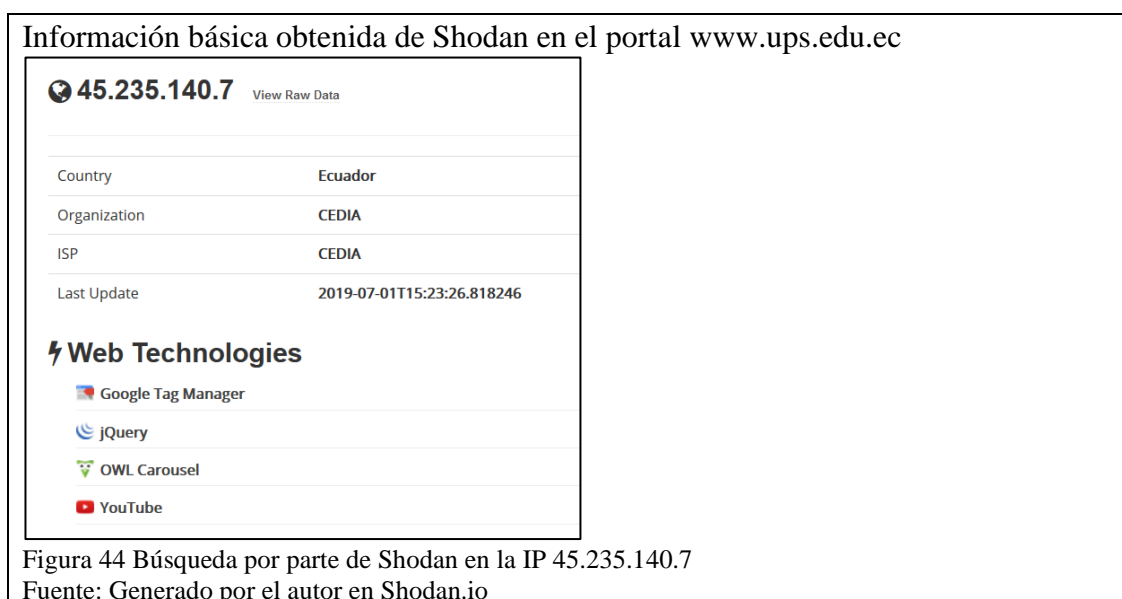 Información básica obtenida de Shodan en el portal www.ups.edu.ec
45.235.140.7 View Raw Data
Country Ecuador
Organization CEDIA
ISP CEDIA
Last Update 2019-07-01T15:23:26.818246
Web Technologies
Google Tag Manager
jQuery
OWL Carousel
YouTube
Figura 44 Búsqueda por parte de Shodan en la IP 45.235.140.7
Fuente: Generado por el autor en Shodan.io